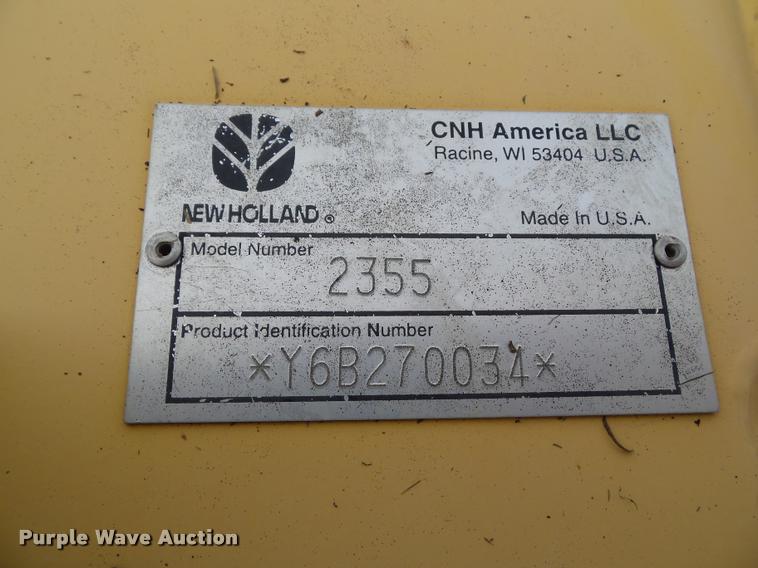 CNH America LLC
Racine, WI 53404 U.S.A.
NEW HOLLAND ®
Made In U.S.A.
Model Number
2355
Product Identification Number
*Y6B270034*
Purple Wave Auction